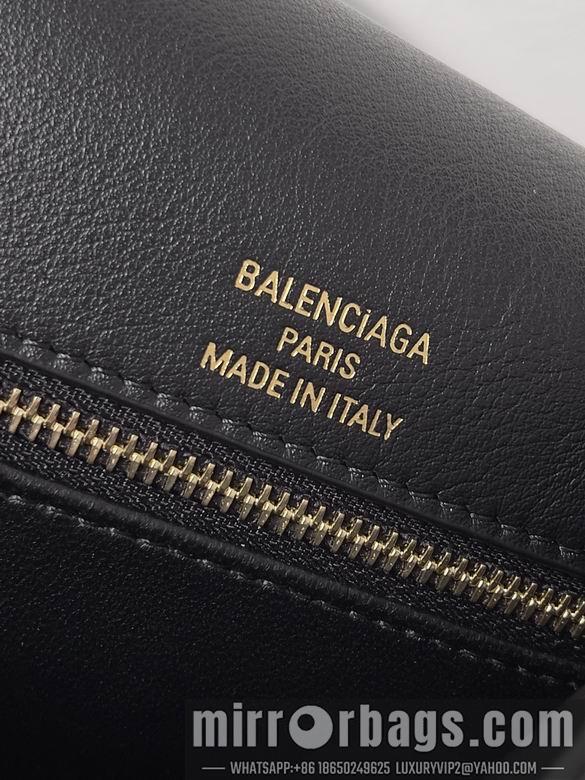 BALENCiAGA
PARIS
MADE IN ITALY
mirrorbags.com
WHATSAPP:+86 18650249625 LUXURYVIP2@YAHOO.COM